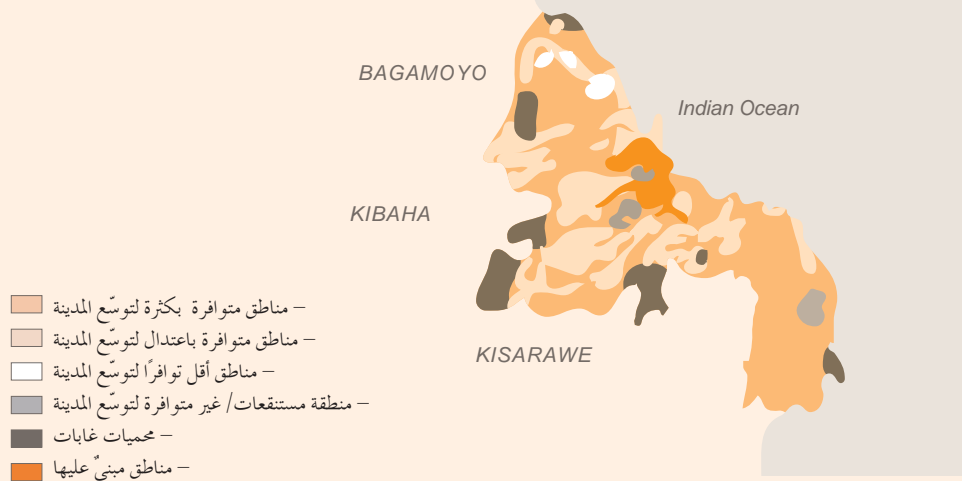 BAGAMOYO
Indian Ocean
KIBAHA
KISARAWE
– مناطق متوافرة بكثرة لتوسّع المدينة
– مناطق متوافرة باعتدال لتوسّع المدينة
– مناطق أقل توافرًا لتوسّع المدينة
– منطقة مستنقعات/ غير متوافرة لتوسّع المدينة
– محميات غابات
– مناطق مبنيٌ عليها